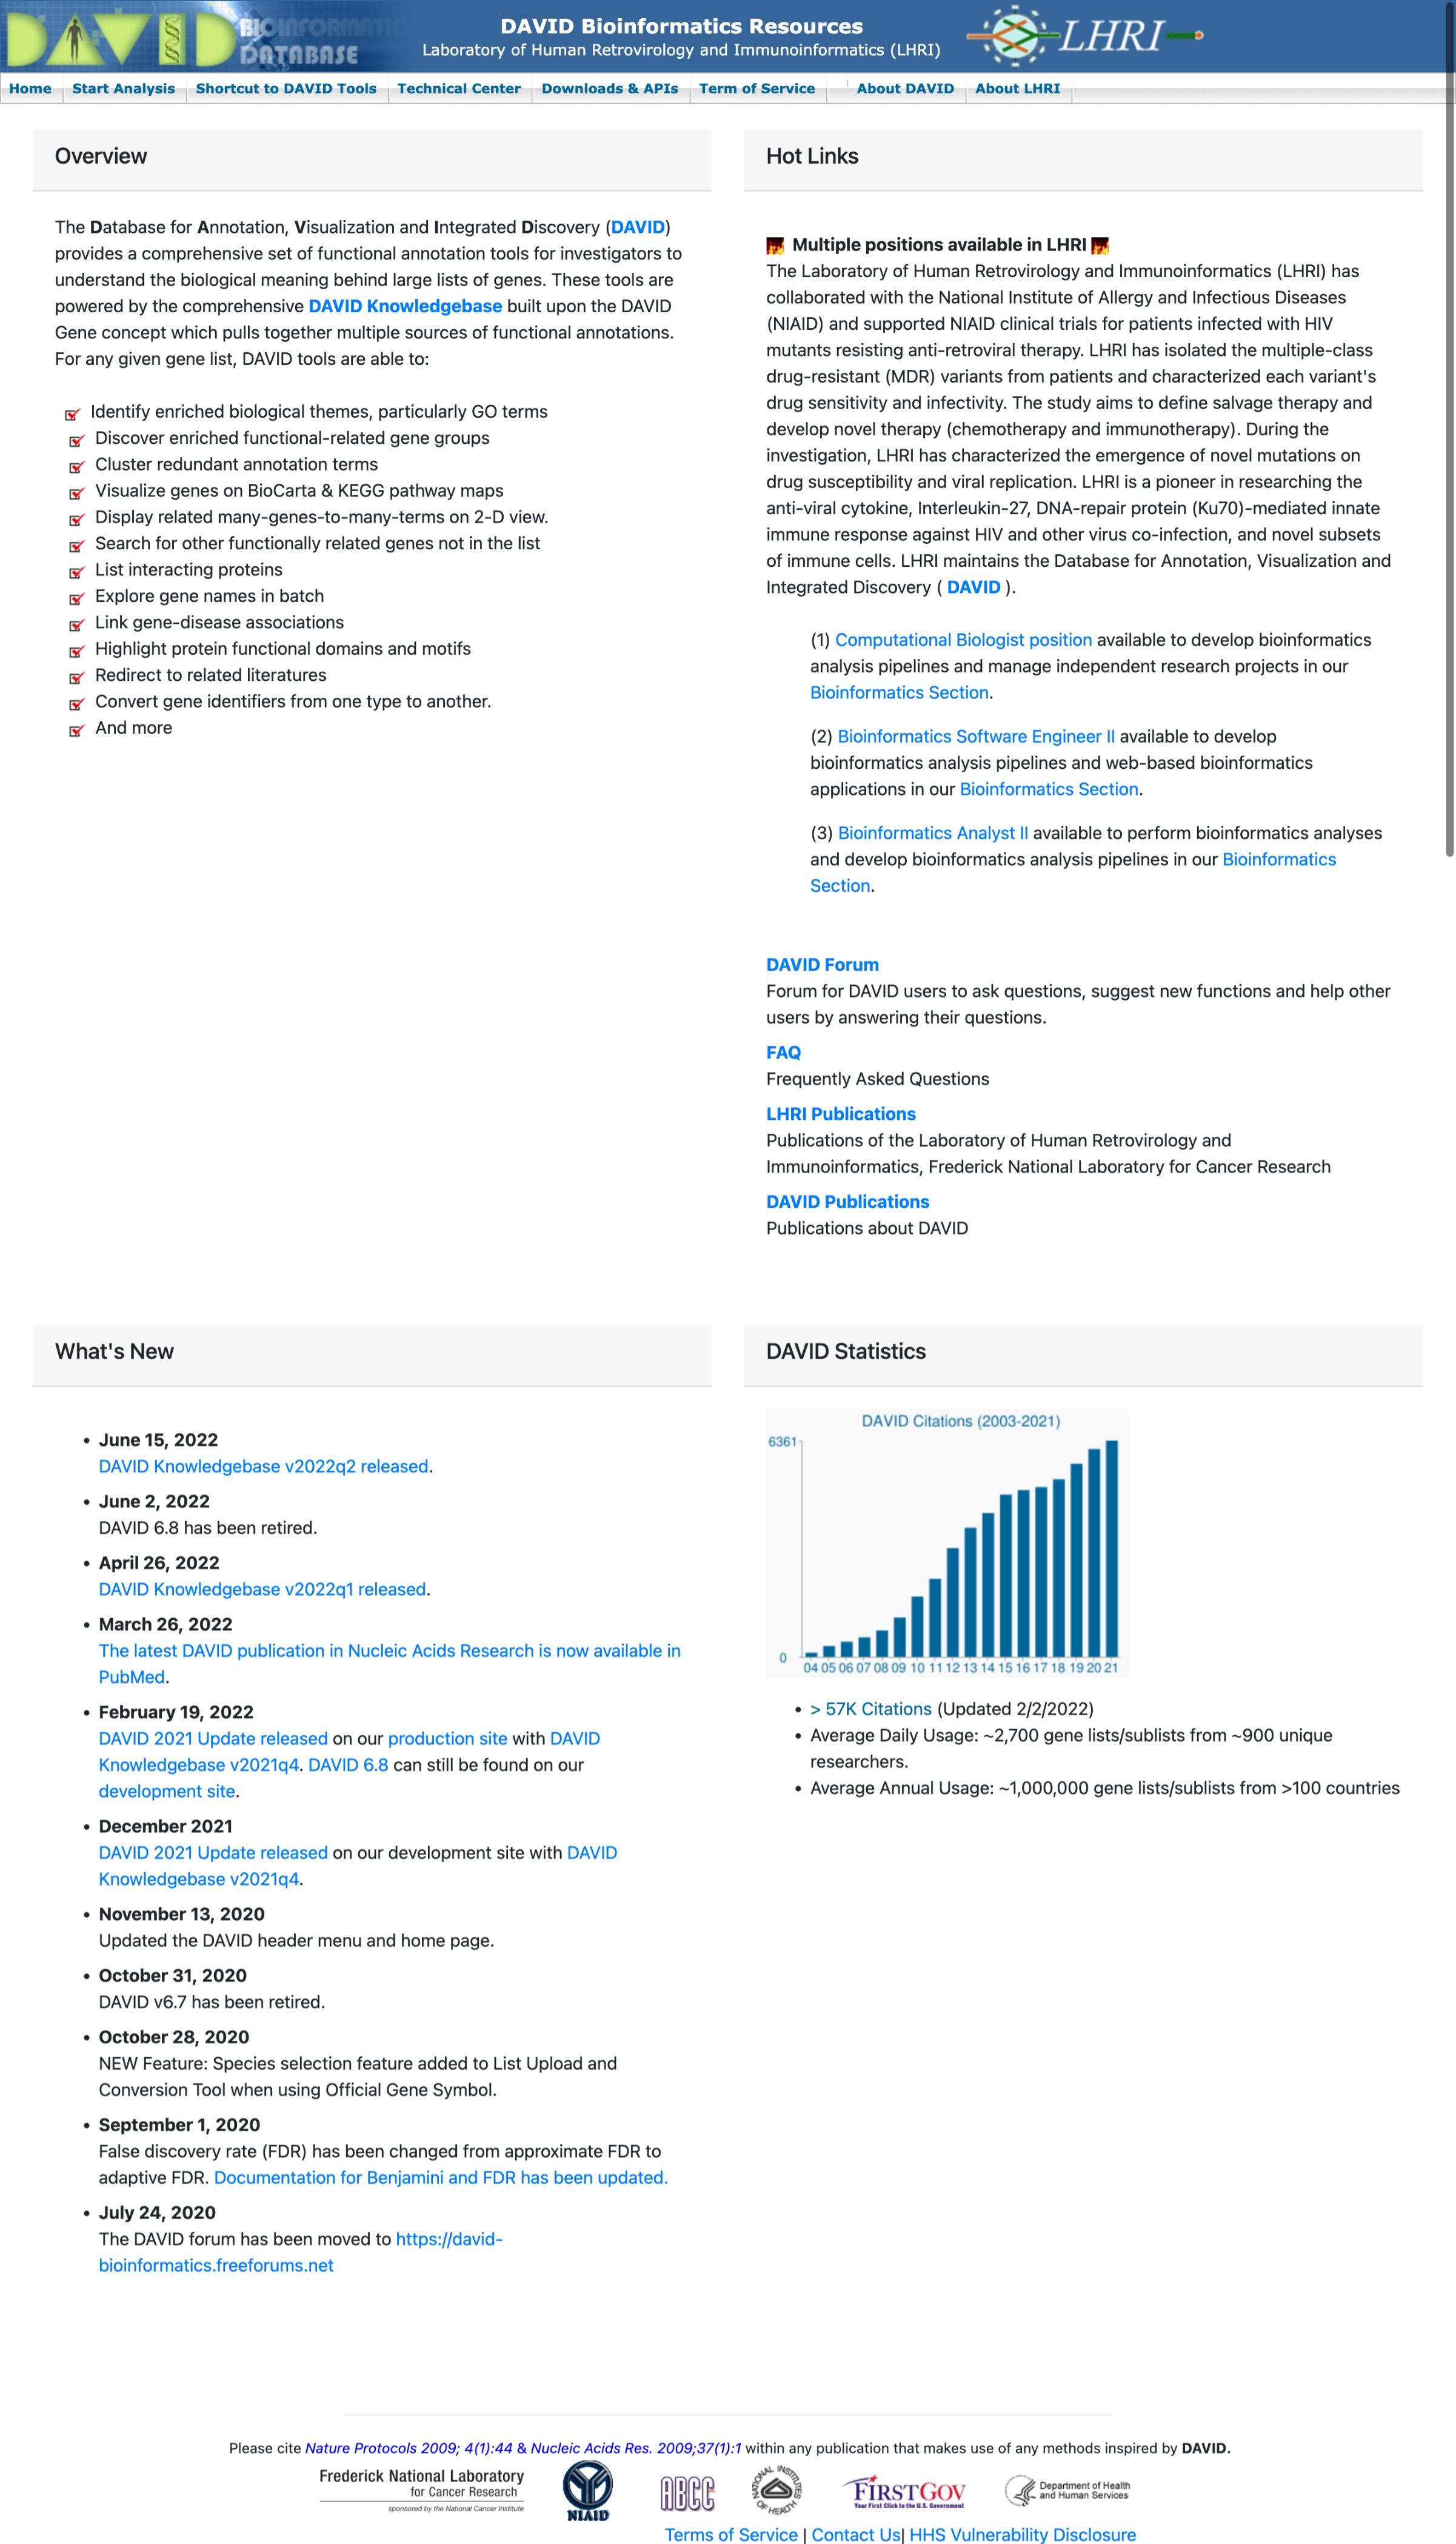 DAVID BIOINFORMATICS
DATABASE
DAVID Bioinformatics Resources
Laboratory of Human Retrovirology and Immunoinformatics (LHRI)
LHRI
Home Start Analysis Shortcut to DAVID Tools Technical Center Downloads & APIs Term of Service About DAVID About LHRI
Overview
The Database for Annotation, Visualization and Integrated Discovery (DAVID)
provides a comprehensive set of functional annotation tools for investigators to
understand the biological meaning behind large lists of genes. These tools are
powered by the comprehensive DAVID Knowledgebase built upon the DAVID
Gene concept which pulls together multiple sources of functional annotations.
For any given gene list, DAVID tools are able to:
Identify enriched biological themes, particularly GO terms
Discover enriched functional-related gene groups
Cluster redundant annotation terms
Visualize genes on BioCarta & KEGG pathway maps
Display related many-genes-to-many-terms on 2-D view.
Search for other functionally related genes not in the list
List interacting proteins
Explore gene names in batch
Link gene-disease associations
Highlight protein functional domains and motifs
Redirect to related literatures
Convert gene identifiers from one type to another.
And more
Hot Links
Multiple positions available in LHRI
The Laboratory of Human Retrovirology and Immunoinformatics (LHRI) has
collaborated with the National Institute of Allergy and Infectious Diseases
(NIAID) and supported NIAID clinical trials for patients infected with HIV
mutants resisting anti-retroviral therapy. LHRI has isolated the multiple-class
drug-resistant (MDR) variants from patients and characterized each variant's
drug sensitivity and infectivity. The study aims to define salvage therapy and
develop novel therapy (chemotherapy and immunotherapy). During the
investigation, LHRI has characterized the emergence of novel mutations on
drug susceptibility and viral replication. LHRI is a pioneer in researching the
anti-viral cytokine, Interleukin-27, DNA-repair protein (Ku70)-mediated innate
immune response against HIV and other virus co-infection, and novel subsets
of immune cells. LHRI maintains the Database for Annotation, Visualization and
Integrated Discovery ( DAVID ).
(1) Computational Biologist position available to develop bioinformatics
analysis pipelines and manage independent research projects in our
Bioinformatics Section.
(2) Bioinformatics Software Engineer II available to develop
bioinformatics analysis pipelines and web-based bioinformatics
applications in our Bioinformatics Section.
(3) Bioinformatics Analyst II available to perform bioinformatics analyses
and develop bioinformatics analysis pipelines in our Bioinformatics
Section.
DAVID Forum
Forum for DAVID users to ask questions, suggest new functions and help other
users by answering their questions.
FAQ
Frequently Asked Questions
LHRI Publications
Publications of the Laboratory of Human Retrovirology and
Immunoinformatics, Frederick National Laboratory for Cancer Research
DAVID Publications
Publications about DAVID
What's New
• June 15, 2022
DAVID Knowledgebase v2022q2 released.
• June 2, 2022
DAVID 6.8 has been retired.
• April 26, 2022
DAVID Knowledgebase v2022q1 released.
• March 26, 2022
The latest DAVID publication in Nucleic Acids Research is now available in
PubMed.
• February 19, 2022
DAVID 2021 Update released on our production site with DAVID
Knowledgebase v2021q4. DAVID 6.8 can still be found on our
development site.
• December 2021
DAVID 2021 Update released on our development site with DAVID
Knowledgebase v2021q4.
• November 13, 2020
Updated the DAVID header menu and home page.
• October 31, 2020
DAVID v6.7 has been retired.
• October 28, 2020
NEW Feature: Species selection feature added to List Upload and
Conversion Tool when using Official Gene Symbol.
• September 1, 2020
False discovery rate (FDR) has been changed from approximate FDR to
adaptive FDR. Documentation for Benjamini and FDR has been updated.
• July 24, 2020
The DAVID forum has been moved to https://david-
bioinformatics.freeforums.net
DAVID Statistics
DAVID Citations (2003-2021)
6361
0
04 05 06 07 08 09 10 11 12 13 14 15 16 17 18 19 20 21
• > 57K Citations (Updated 2/2/2022)
• Average Daily Usage: ~2,700 gene lists/sublists from ~900 unique
researchers.
• Average Annual Usage: ~1,000,000 gene lists/sublists from >100 countries
Please cite Nature Protocols 2009; 4(1):44 & Nucleic Acids Res. 2009;37(1):1 within any publication that makes use of any methods inspired by DAVID.
Frederick National Laboratory
for Cancer Research
sponsored by the National Cancer Institute
NIAID
ABCC
NATIONAL INSTITUTES OF HEALTH
FIRSTGOV
Your First Click to the U.S. Government
Department of Health
and Human Services
Terms of Service | Contact Us| HHS Vulnerability Disclosure